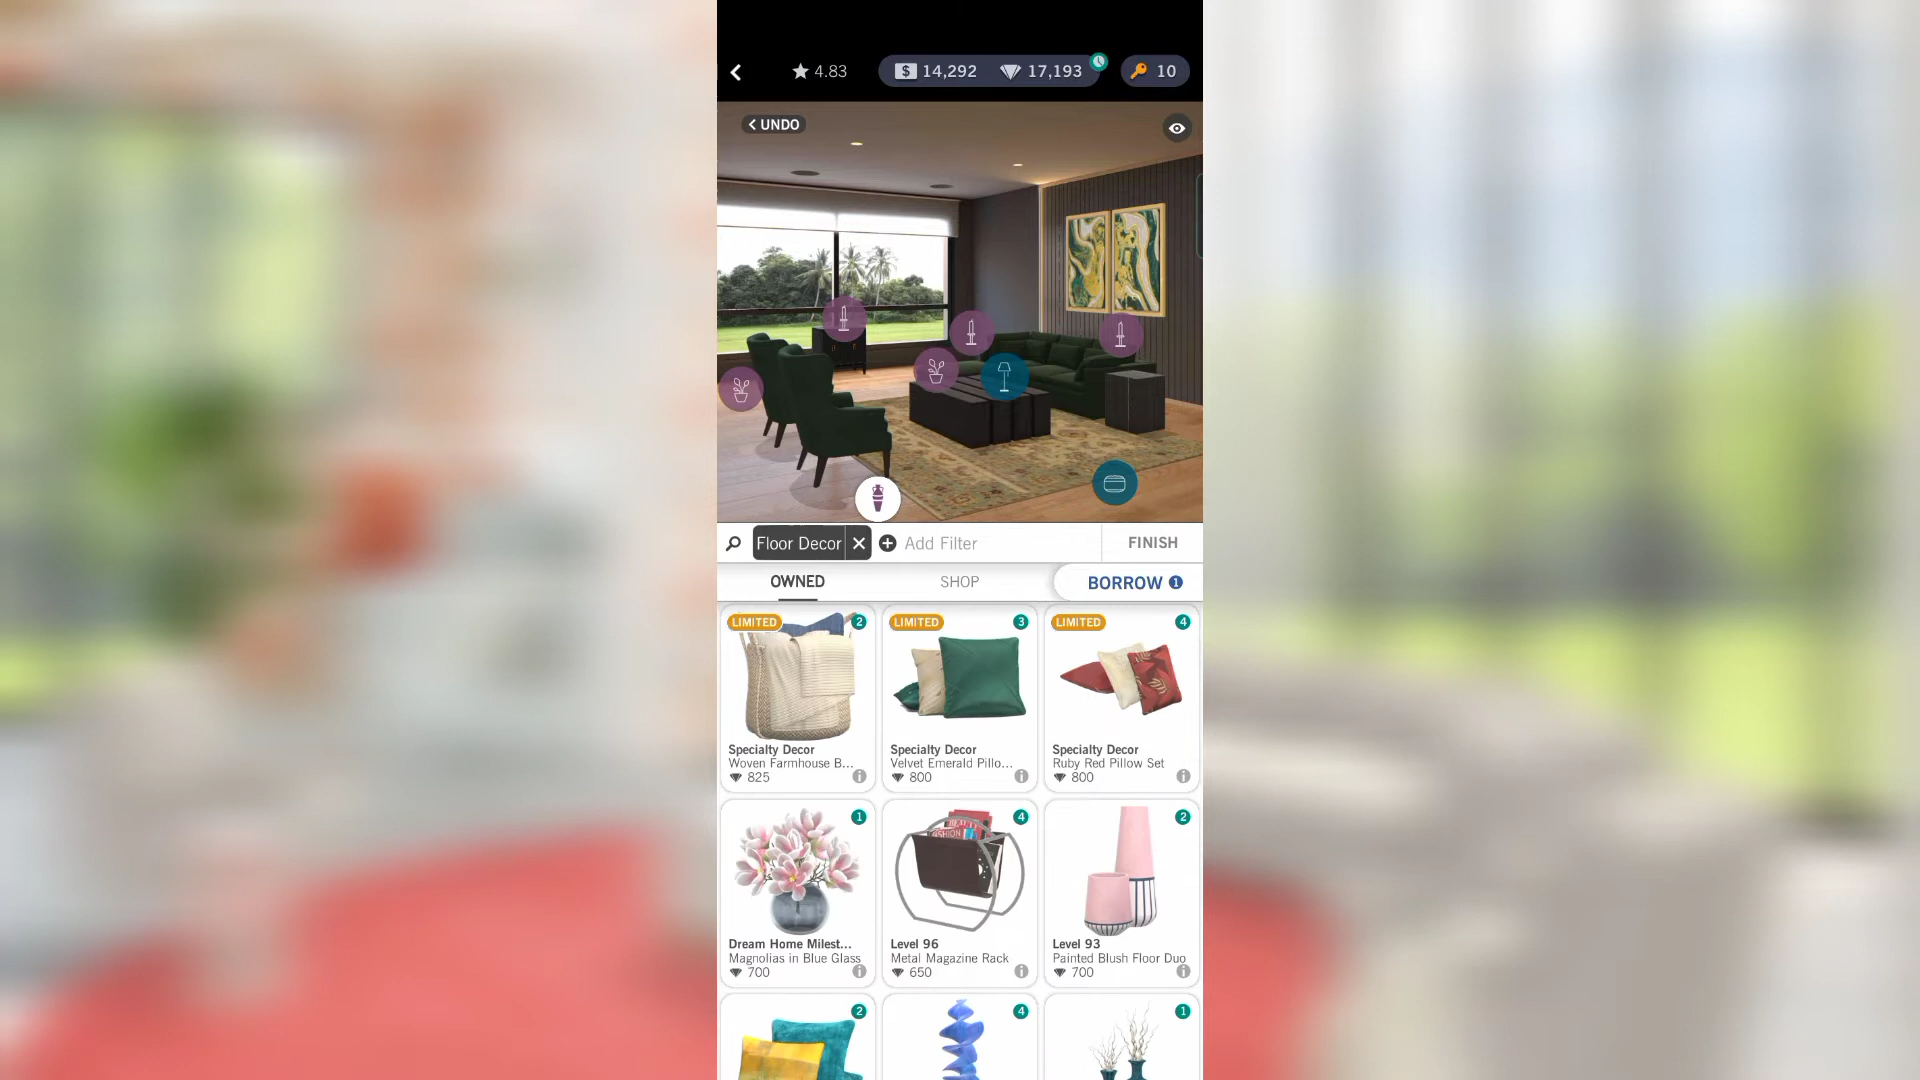 4.83 $ 14,292 17,193 10
UNDO
Floor Decor Add Filter FINISH
OWNED SHOP BORROW 1
LIMITED 2
LIMITED 3
LIMITED 4
Specialty Decor
Woven Farmhouse B...
825
Specialty Decor
Velvet Emerald Pillo...
800
Specialty Decor
Ruby Red Pillow Set
800
1
4
2
Dream Home Milest...
Magnolias in Blue Glass
700
Level 96
Metal Magazine Rack
650
Level 93
Painted Blush Floor Duo
700
2
4
1